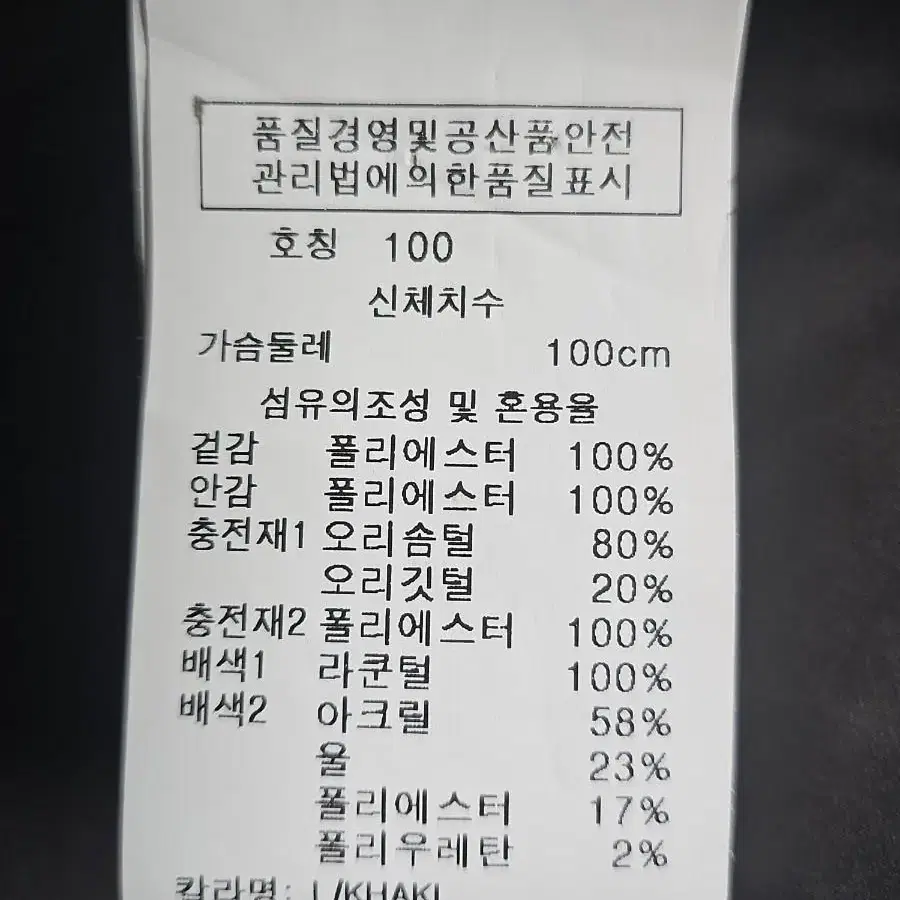 품질경영및공산품안전
관리법에의한품질표시
호칭 100
신체치수
가슴둘레 100cm
섬유의조성 및 혼용율
겉감 폴리에스터 100%
안감 폴리에스터 100%
충전재1 오리솜털 80%
오리깃털 20%
충전재2 폴리에스터 100%
배색1 라쿤털 100%
배색2 아크릴 58%
울 23%
폴리에스터 17%
폴리우레탄 2%
칼라명: L/KHAKI